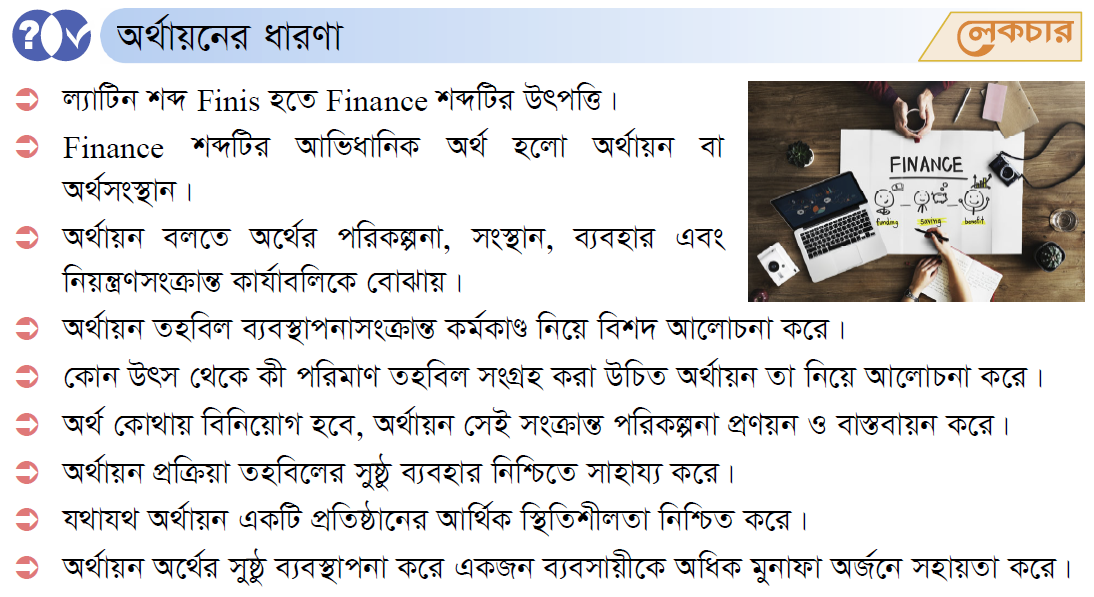 অর্থায়নের ধারণা
লেকচার
ল্যাটিন শব্দ Finis হতে Finance শব্দটির উৎপত্তি।
Finance শব্দটির আভিধানিক অর্থ হলো অর্থায়ন বা
অর্থসংস্থান।
অর্থায়ন বলতে অর্থের পরিকল্পনা, সংস্থান, ব্যবহার এবং
নিয়ন্ত্রণসংক্রান্ত কার্যাবলিকে বোঝায়।
FINANCE
funding saving benefit
অর্থায়ন তহবিল ব্যবস্থাপনাসংক্রান্ত কর্মকাণ্ড নিয়ে বিশদ আলোচনা করে।
কোন উৎস থেকে কী পরিমাণ তহবিল সংগ্রহ করা উচিত অর্থায়ন তা নিয়ে আলোচনা করে।
অর্থ কোথায় বিনিয়োগ হবে, অর্থায়ন সেই সংক্রান্ত পরিকল্পনা প্রণয়ন ও বাস্তবায়ন করে।
অর্থায়ন প্রক্রিয়া তহবিলের সুষ্ঠু ব্যবহার নিশ্চিতে সাহায্য করে।
যথাযথ অর্থায়ন একটি প্রতিষ্ঠানের আর্থিক স্থিতিশীলতা নিশ্চিত করে।
অর্থায়ন অর্থের সুষ্ঠু ব্যবস্থাপনা করে একজন ব্যবসায়ীকে অধিক মুনাফা অর্জনে সহায়তা করে।